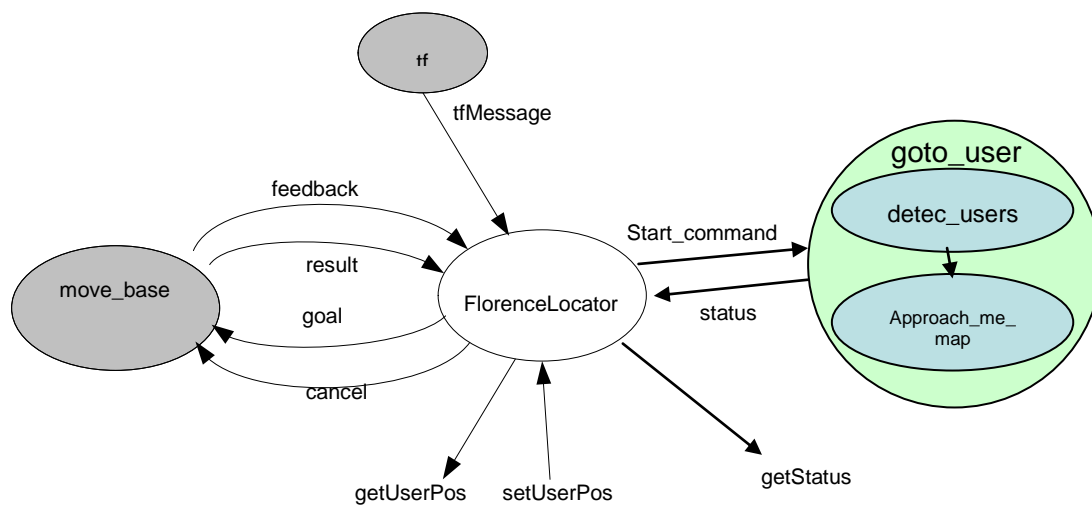 tf
tfMessage
goto_user
feedback
detec_users
Start_command
result
move_base
FlorenceLocator
goal
status
Approach_me_
map
cancel
getUserPos
setUserPos
getStatus